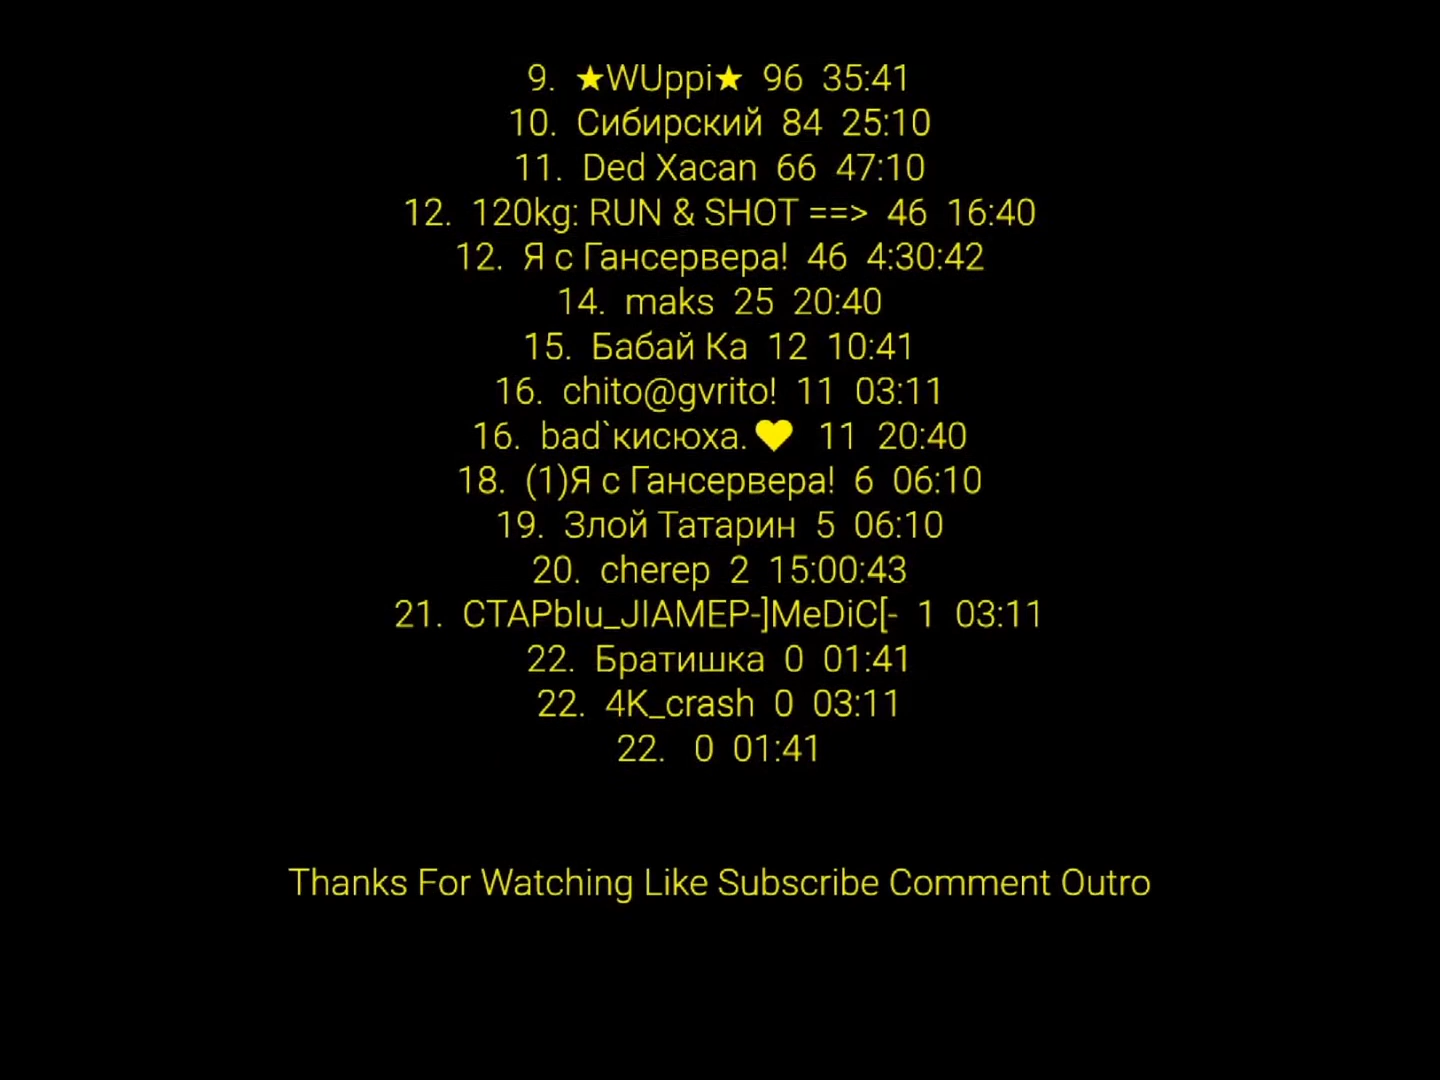 9. ★WUppi★ 96 35:41
10. Сибирский 84 25:10
11. Ded Xacan 66 47:10
12. 120kg: RUN & SHOT ==> 46 16:40
12. Я с Гансервера! 46 4:30:42
14. maks 25 20:40
15. Бабай Ка 12 10:41
16. chito@gvrito! 11 03:11
16. bad`кисюха.♥ 11 20:40
18. (1)Я с Гансервера! 6 06:10
19. Злой Татарин 5 06:10
20. cherep 2 15:00:43
21. CTAPbIu_JIAMEP-]MeDiC[- 1 03:11
22. Братишка 0 01:41
22. 4K_crash 0 03:11
22. 0 01:41
Thanks For Watching Like Subscribe Comment Outro